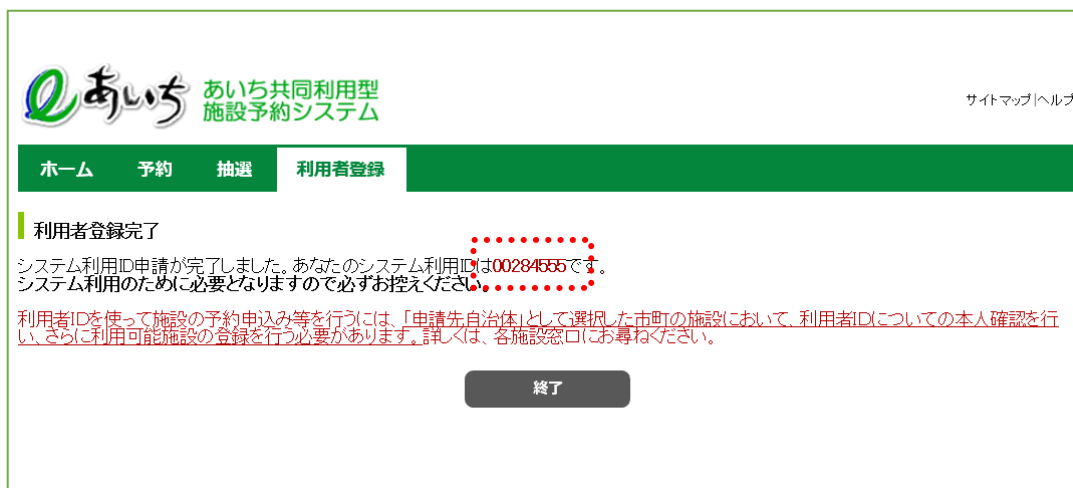 あいち
あいち共同利用型
施設予約システム
サイトマップ|ヘルプ
ホーム 予約 抽選 利用者登録
利用者登録完了
システム利用ID申請が完了しました。あなたのシステム利用IDは00284555です。
システム利用のために必要となりますので必ずお控えください。
利用者IDを使って施設の予約申込み等を行うには、「申請先自治体」として選択した市町の施設において、利用者IDについての本人確認を行
い、さらに利用可能施設の登録を行う必要があります。詳しくは、各施設窓口にお尋ねください。
終了